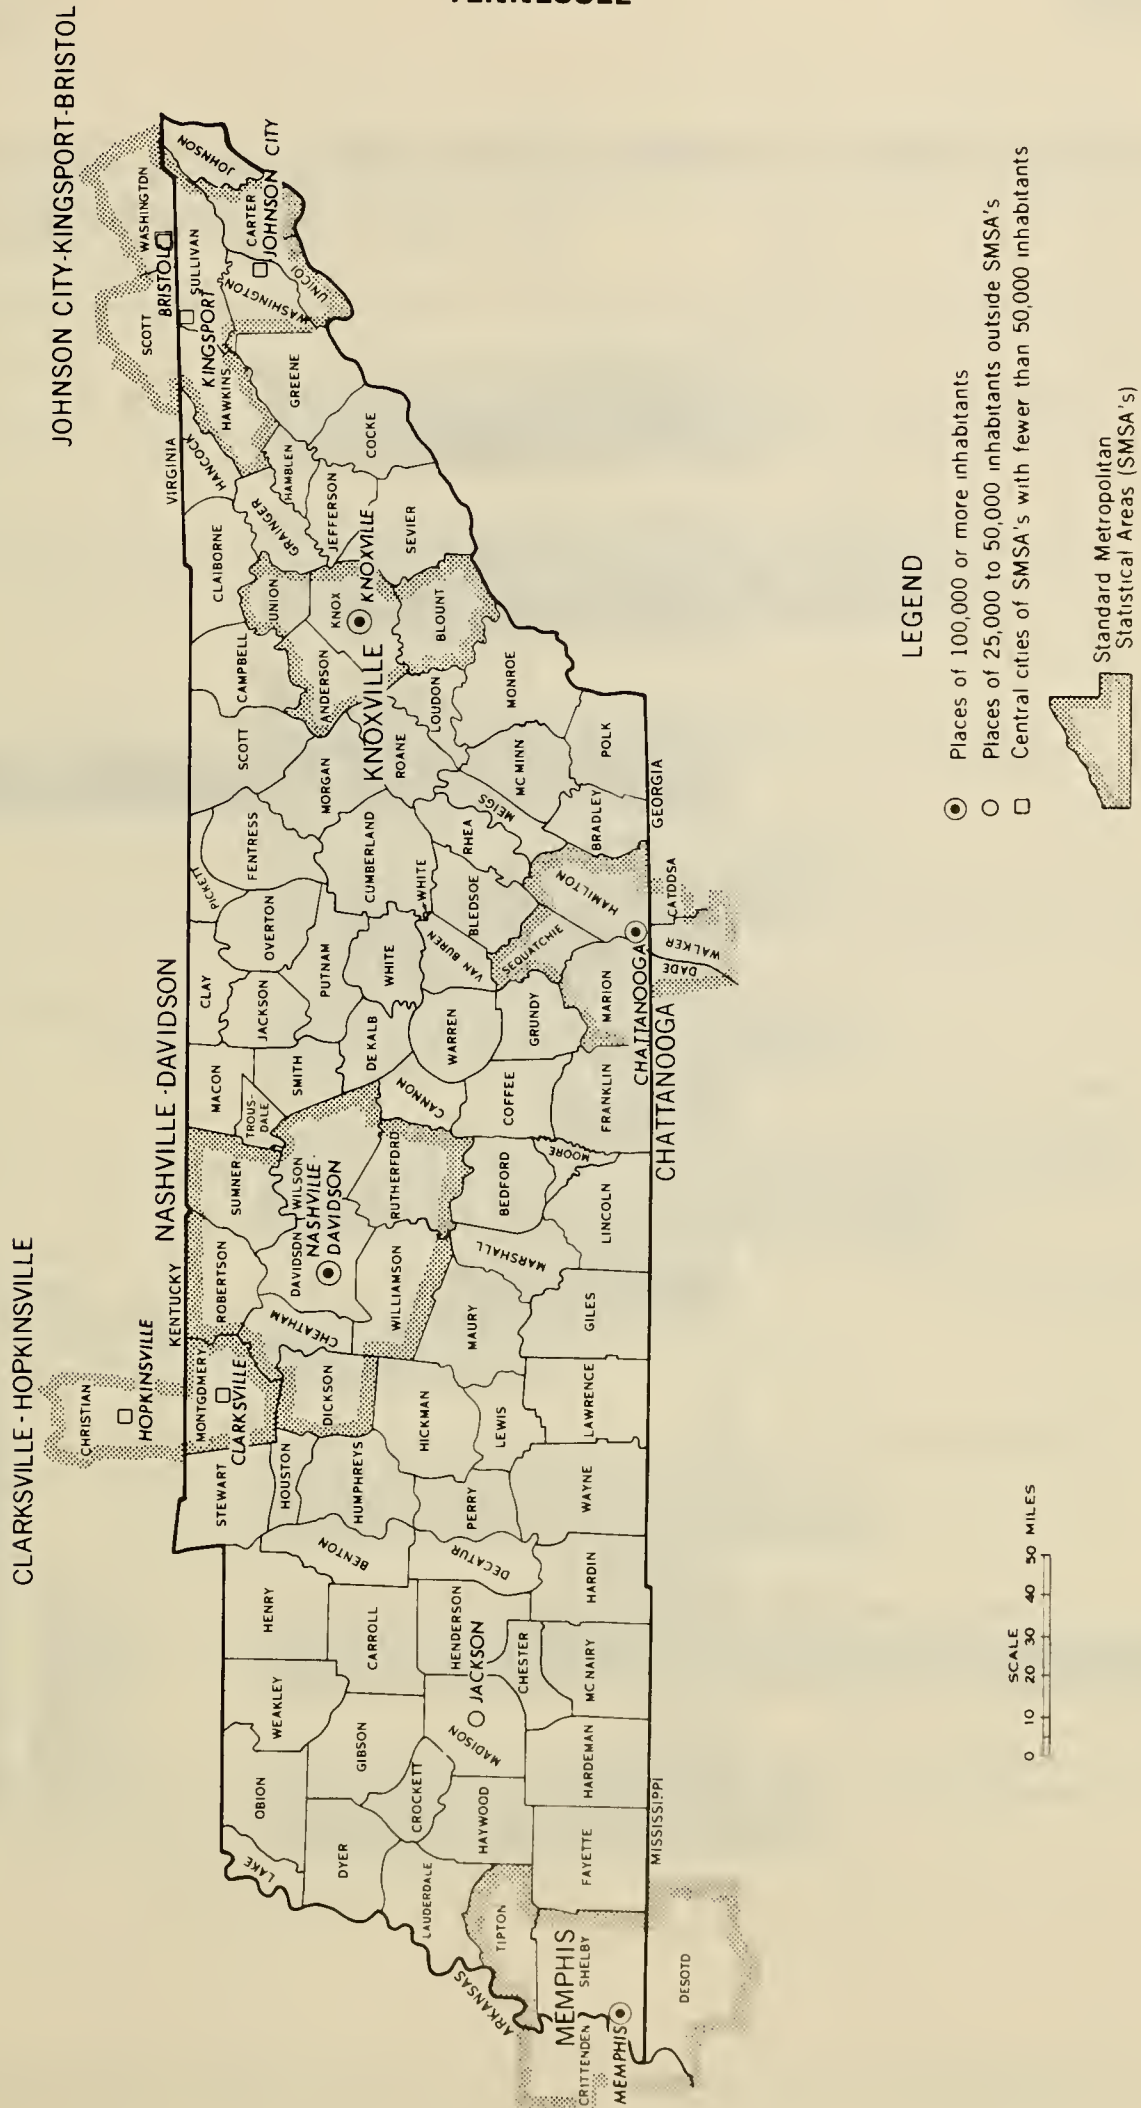 TENNESSEE
JOHNSON CITY-KINGSPORT-BRISTOL
CLARKSVILLE - HOPKINSVILLE
NASHVILLE -DAVIDSON
CHRISTIAN
HOPKINSVILLE
KENTUCKY
VIRGINIA
SCOTT
WASHINGTON
BRISTOL
KINGSPORT
SULLIVAN
JOHNSON
CARTER
JOHNSON CITY
UNICOI
WASHINGTON
HAWKINS
GREENE
HANCOCK
HAMBLEN
COCKE
GRAINGER
JEFFERSON
SEVIER
CLAIBORNE
UNION
KNOX
KNOXVILLE
BLOUNT
CAMPBELL
ANDERSON
KNOXVILLE
LOUDON
MONROE
SCOTT
MORGAN
ROANE
MC MINN
POLK
MEIGS
BRADLEY
GEORGIA
PICKETT
FENTRESS
CUMBERLAND
RHEA
WHITE
BLEDSOE
HAMILTON
OVERTON
PUTNAM
WHITE
VAN BUREN
SEQUATCHIE
CATDDSA
WALKER
DADE
CHATTANOOGA
CHATTANOOGA
MARION
CLAY
JACKSON
DE KALB
WARREN
GRUNDY
MACON
TROUS-
DALE
SMITH
CANNON
COFFEE
FRANKLIN
SUMNER
WILSON
RUTHERFDRD
BEDFORD
MOORE
LINCOLN
ROBERTSON
DAVIDSDN
NASHVILLE -
DAVIDSON
WILLIAMSON
MARSHALL
CHEATHAM
MAURY
GILES
MONTGDMERY
CLARKSVILLE
DICKSON
HICKMAN
LEWIS
LAWRENCE
STEWART
HOUSTON
HUMPHREYS
PERRY
WAYNE
BENTON
DECATUR
HARDIN
HENRY
CARROLL
HENDERSON
CHESTER
MC NAIRY
WEAKLEY
GIBSON
MADISON
JACKSON
HARDEMAN
OBION
CROCKETT
HAYWOOD
FAYETTE
MISSISSIPPI
LAKE
DYER
LAUDERDALE
TIPTON
ARKANSAS
MEMPHIS
SHELBY
CRITTENDEN
MEMPHIS
DESOTD
LEGEND
Places of 100,000 or more inhabitants
Places of 25,000 to 50,000 inhabitants outside SMSA's
Central cities of SMSA's with fewer than 50,000 inhabitants
Standard Metropolitan
Statistical Areas (SMSA's)
SCALE
0 10 20 30 40 50 MILES